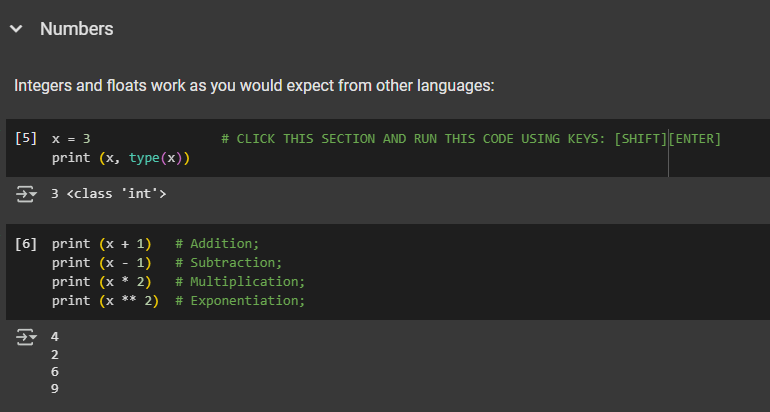 Numbers
Integers and floats work as you would expect from other languages:
[5] x = 3 # CLICK THIS SECTION AND RUN THIS CODE USING KEYS: [SHIFT][ENTER]
print (x, type(x))
3 <class 'int'>
[6] print (x + 1) # Addition;
print (x - 1) # Subtraction;
print (x * 2) # Multiplication;
print (x ** 2) # Exponentiation;
4
2
6
9